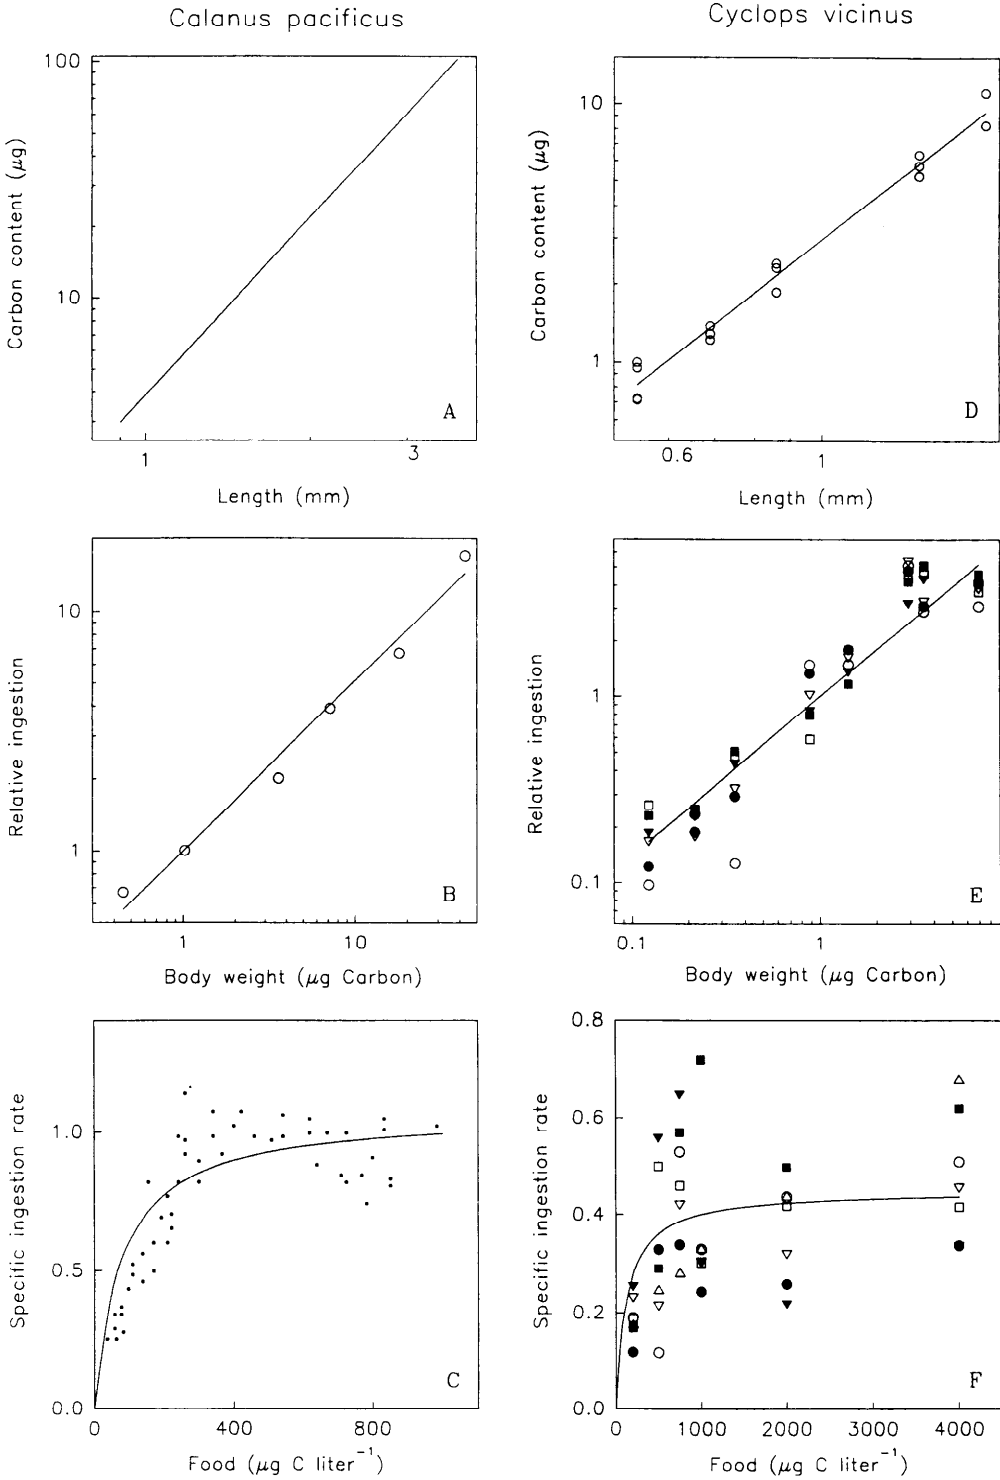 Calanus pacificus
Cyclops vicinus
100
10
Carbon content (μg)
A
1
3
Length (mm)
10
1
Carbon content (μg)
D
0.6
1
Length (mm)
10
1
Relative ingestion
B
1
10
Body weight (μg Carbon)
1
0.1
Relative ingestion
E
0.1
1
Body weight (μg Carbon)
1.0
0.5
0.0
Specific ingestion rate
C
0
400
800
Food (μg C liter⁻¹)
0.8
0.6
0.4
0.2
0.0
Specific ingestion rate
F
0
1000
2000
3000
4000
Food (μg C liter⁻¹)